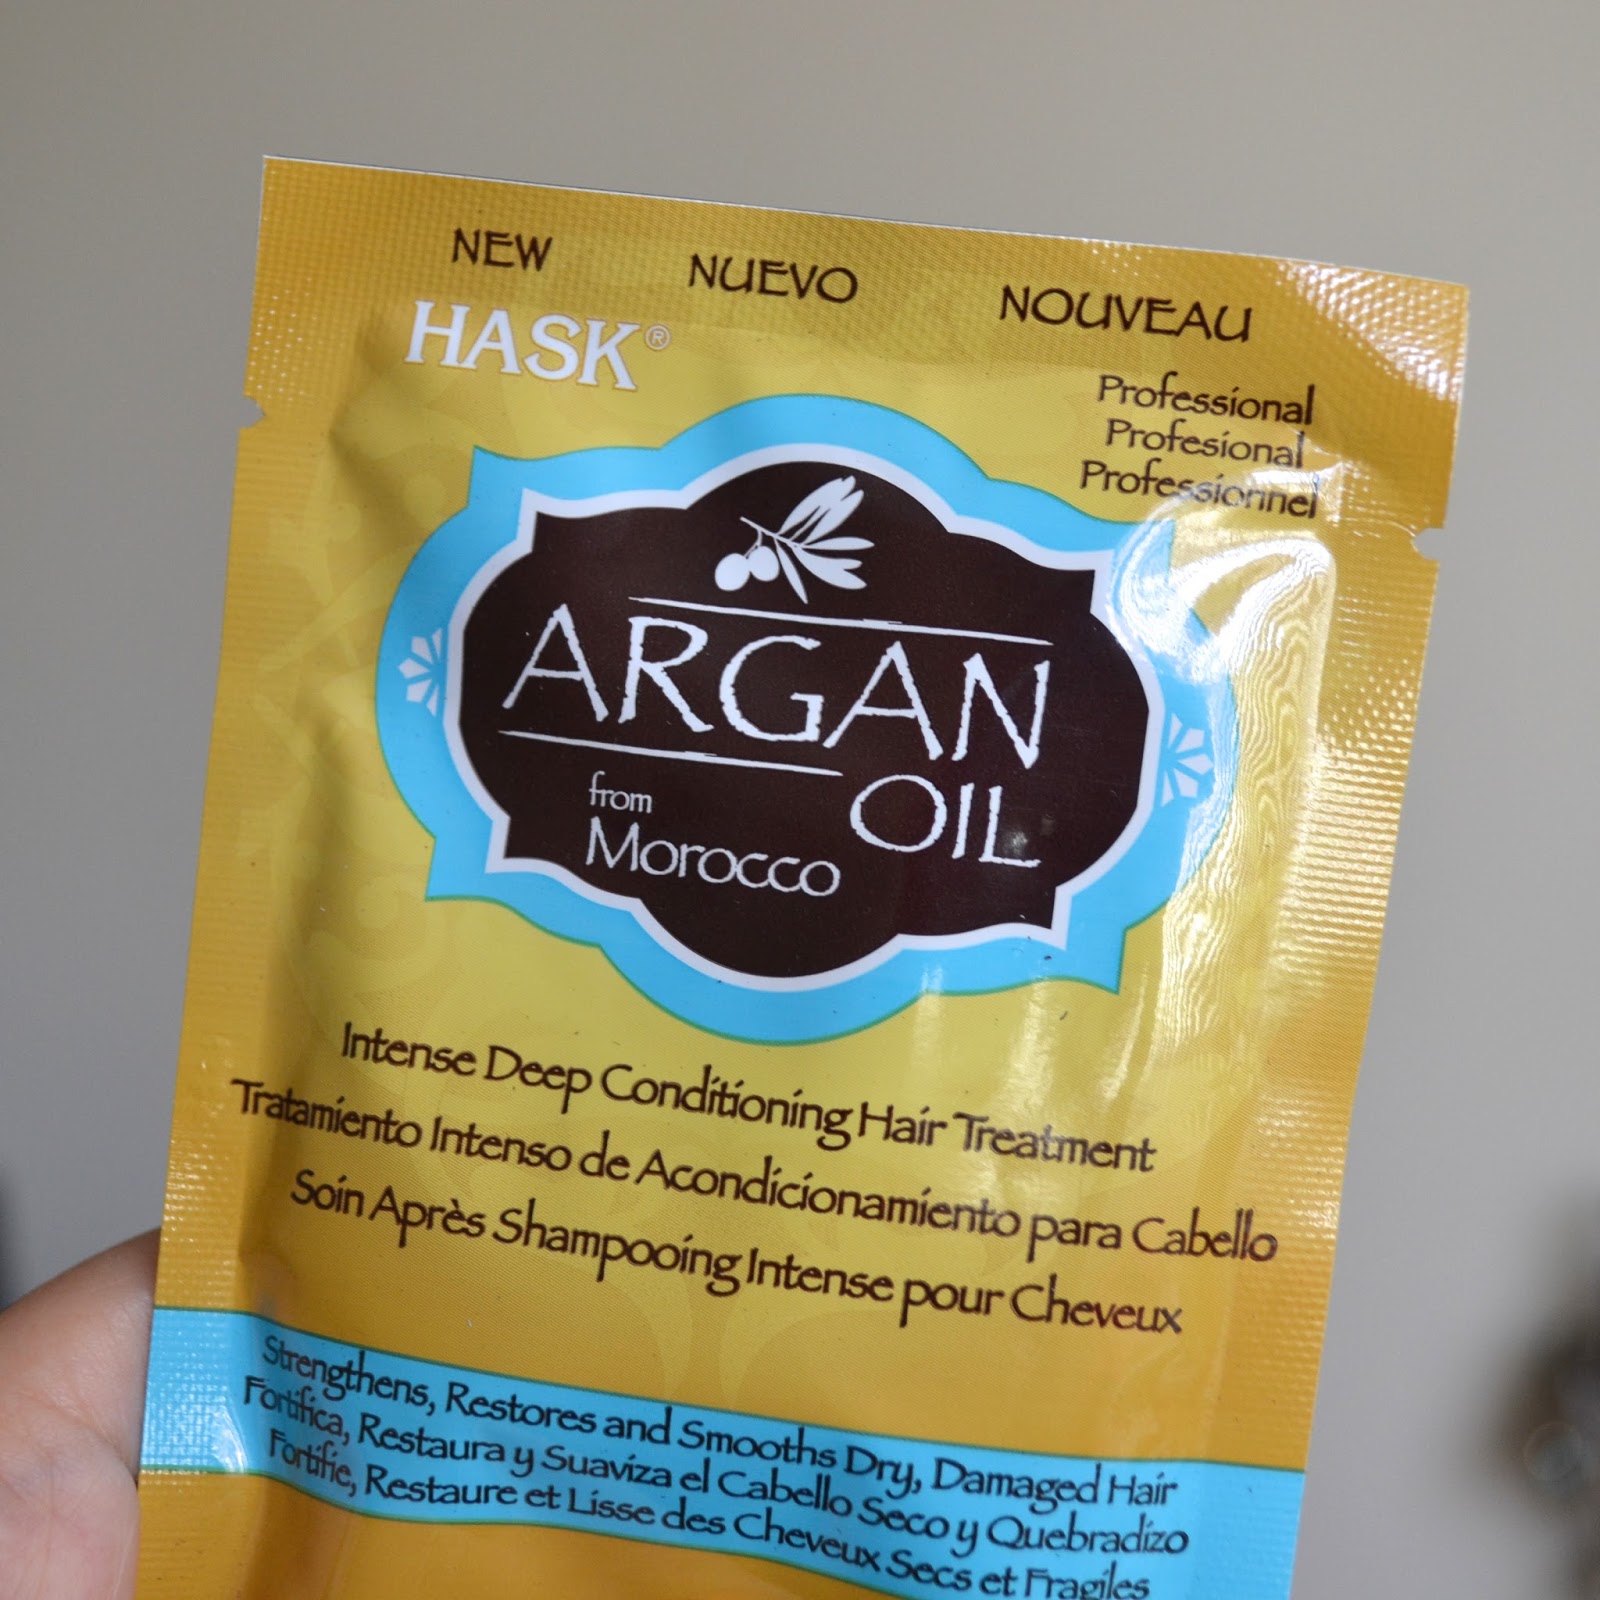 NEW NUEVO NOUVEAU
HASK®
Professional
Profesional
Professionnel
ARGAN
OIL
from
Morocco
Intense Deep Conditioning Hair Treatment
Tratamiento Intenso de Acondicionamiento para Cabello
Soin Après Shampooing Intense pour Cheveux
Strengthens, Restores and Smooths Dry, Damaged Hair
Fortifica, Restaura y Suaviza el Cabello Seco y Quebradizo
Fortifie, Restaure et Lisse des Cheveux Secs et Fragiles